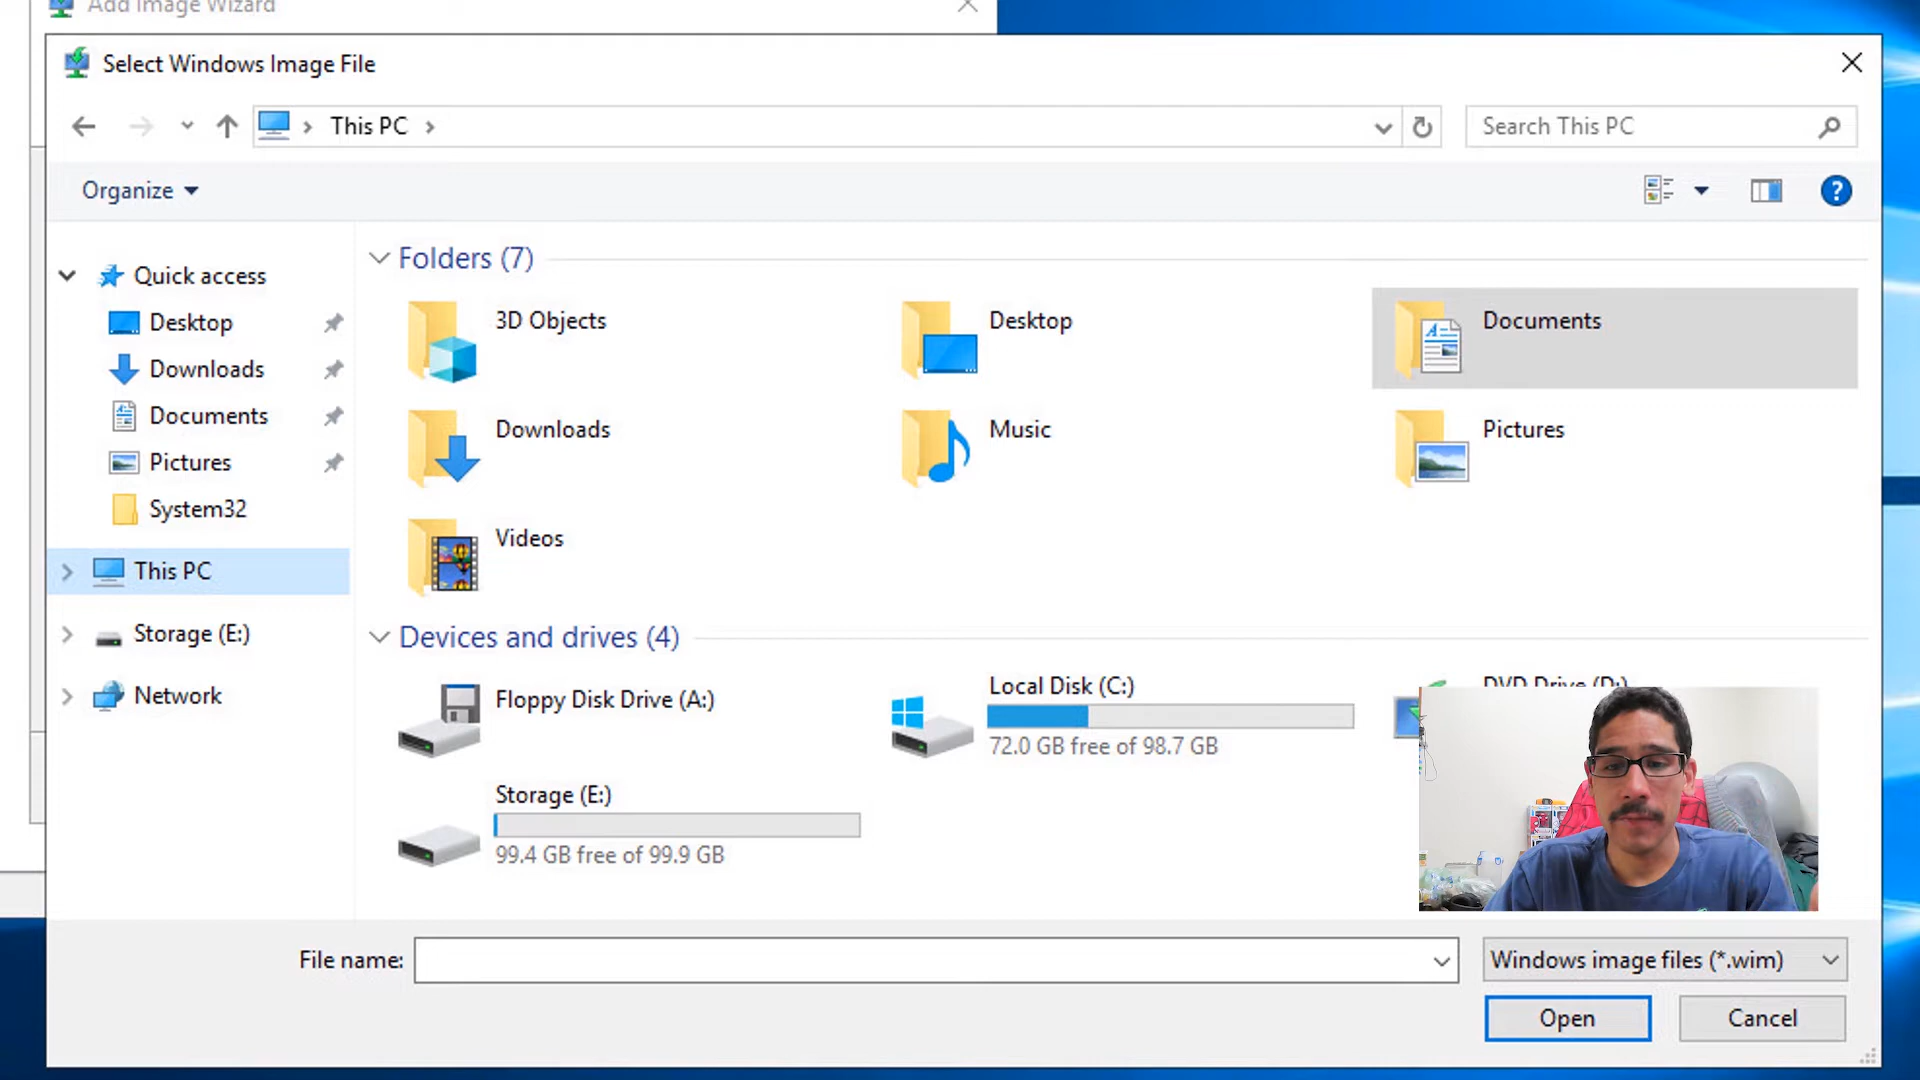 Add Image Wizard
Select Windows Image File
This PC
Search This PC
Organize
Quick access
Desktop
Downloads
Documents
Pictures
System32
This PC
Storage (E:)
Network
Folders (7)
3D Objects
Desktop
Documents
Downloads
Music
Pictures
Videos
Devices and drives (4)
Floppy Disk Drive (A:)
Local Disk (C:)
72.0 GB free of 98.7 GB
DVD Drive (D:)
Storage (E:)
99.4 GB free of 99.9 GB
File name:
Windows image files (*.wim)
Open
Cancel